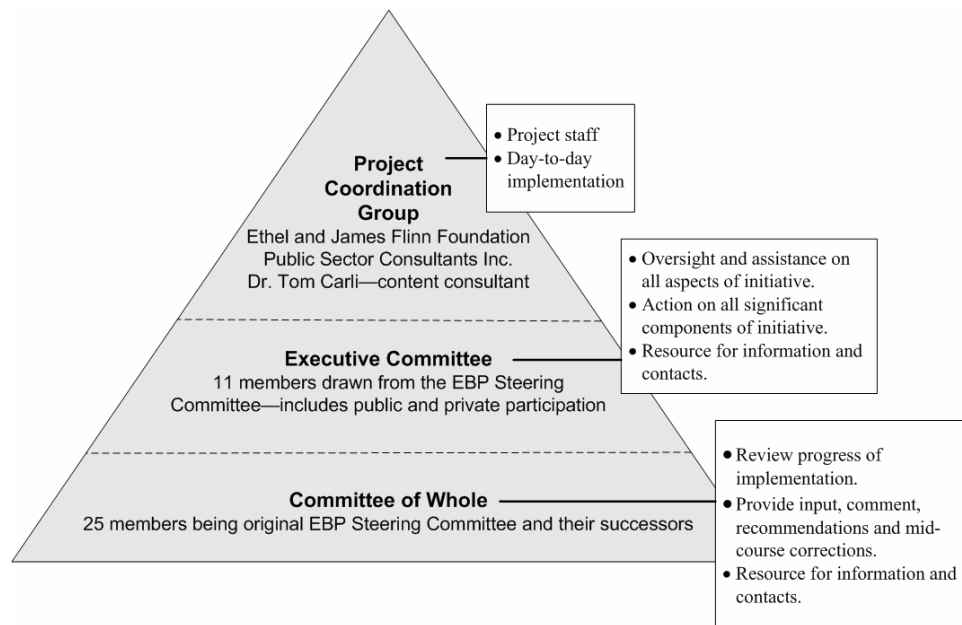 Project
Coordination
Group
Ethel and James Flinn Foundation
Public Sector Consultants Inc.
Dr. Tom Carli—content consultant
• Project staff
• Day-to-day
implementation
Executive Committee
11 members drawn from the EBP Steering
Committee—includes public and private participation
• Oversight and assistance on
all aspects of initiative.
• Action on all significant
components of initiative.
• Resource for information and
contacts.
Committee of Whole
25 members being original EBP Steering Committee and their successors
• Review progress of
implementation.
• Provide input, comment,
recommendations and mid-
course corrections.
• Resource for information and
contacts.